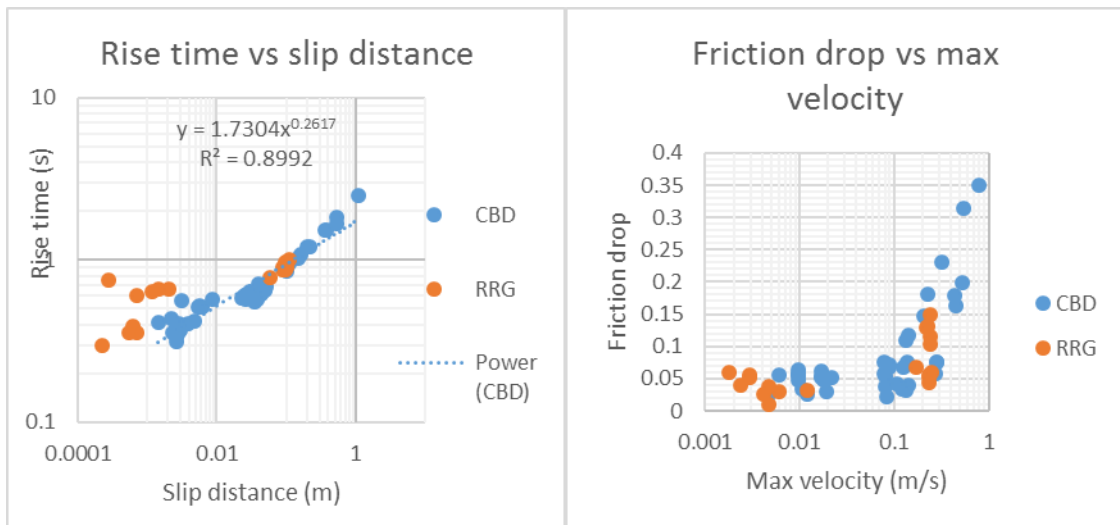 Rise time vs slip distance
10
y = 1.7304x^0.2617
R² = 0.8992
Rise time (s)
1
0.1
0.0001
0.01
1
Slip distance (m)
CBD
RRG
Power
(CBD)
Friction drop vs max
velocity
0.4
0.35
0.3
0.25
0.2
0.15
0.1
0.05
0
Friction drop
0.001
0.01
0.1
1
Max velocity (m/s)
CBD
RRG